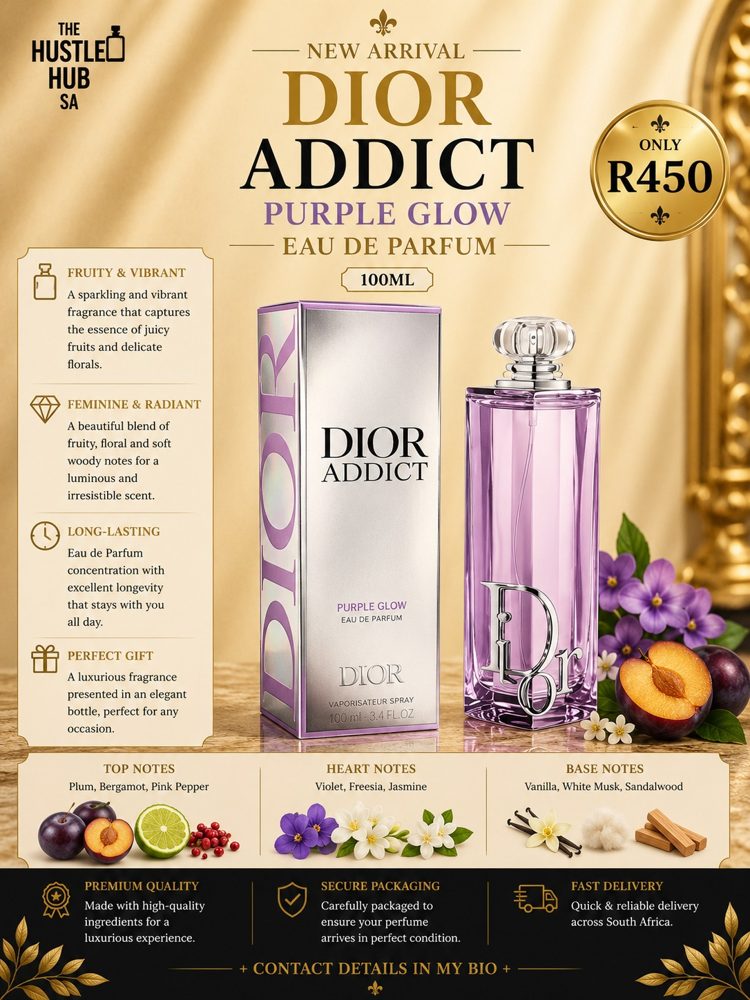 THE
HUSTLE
HUB
SA
NEW ARRIVAL
DIOR
ADDICT
PURPLE GLOW
EAU DE PARFUM
100ML
ONLY
R450
FRUITY & VIBRANT
A sparkling and vibrant
fragrance that captures
the essence of juicy
fruits and delicate
florals.
FEMININE & RADIANT
A beautiful blend of
fruity, floral and soft
woody notes for a
luminous and
irresistible scent.
LONG-LASTING
Eau de Parfum
concentration with
excellent longevity
that stays with you
all day.
PERFECT GIFT
A luxurious fragrance
presented in an elegant
bottle, perfect for any
occasion.
DIOR
DIOR
ADDICT
PURPLE GLOW
EAU DE PARFUM
DIOR
VAPORISATEUR SPRAY
100 ml - 3.4 FL.OZ
Dior
TOP NOTES
Plum, Bergamot, Pink Pepper
HEART NOTES
Violet, Freesia, Jasmine
BASE NOTES
Vanilla, White Musk, Sandalwood
PREMIUM QUALITY
Made with high-quality
ingredients for a
luxurious experience.
SECURE PACKAGING
Carefully packaged to
ensure your perfume
arrives in perfect condition.
FAST DELIVERY
Quick & reliable delivery
across South Africa.
+ CONTACT DETAILS IN MY BIO +